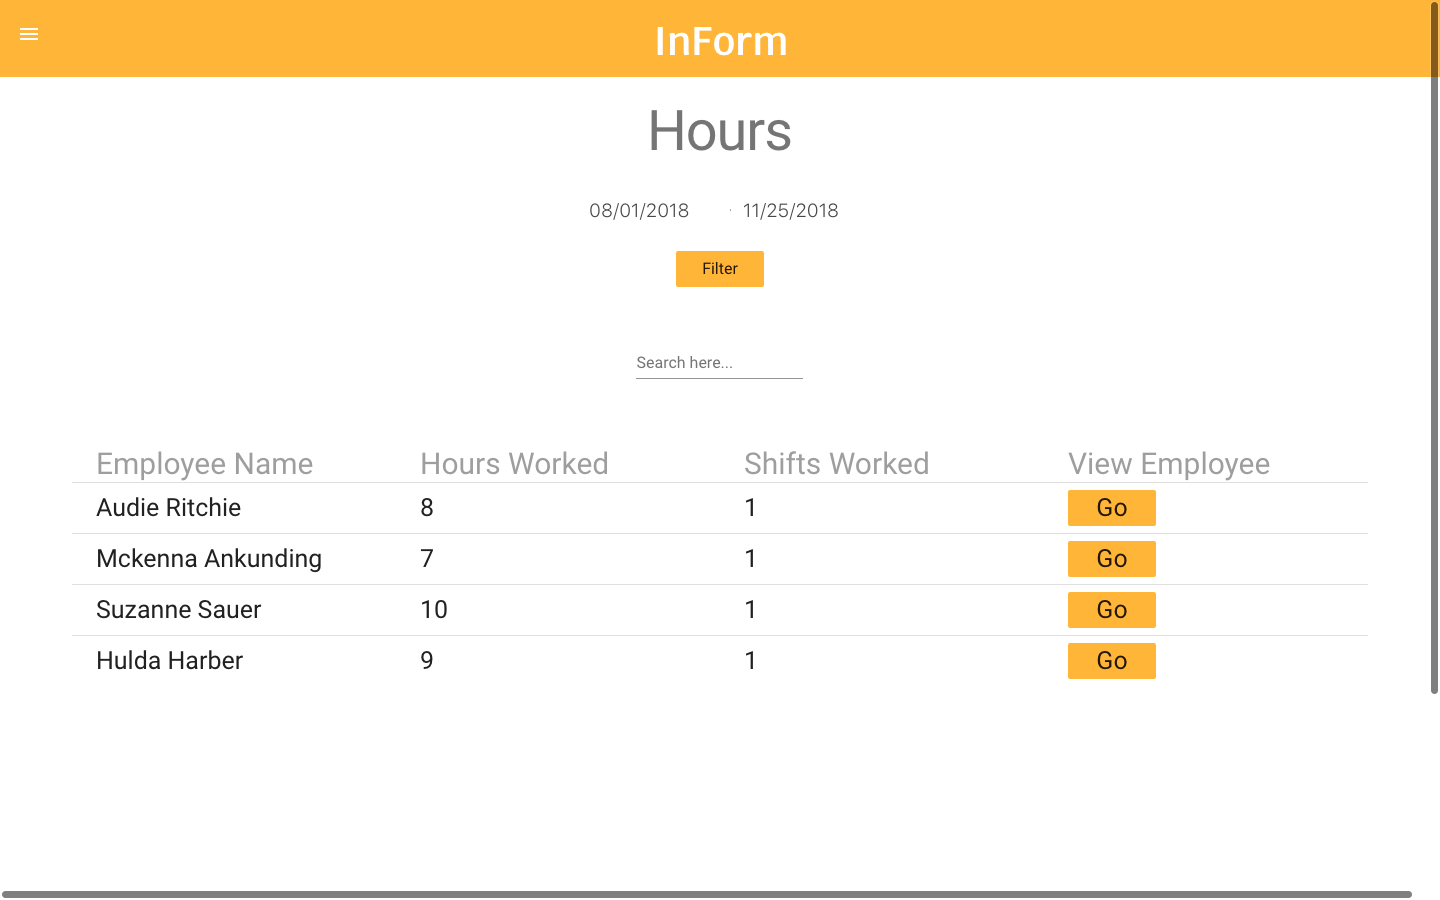 InForm
Hours
08/01/2018 - 11/25/2018
Filter
Search here...
Employee Name Hours Worked Shifts Worked View Employee
Audie Ritchie 8 1 Go
Mckenna Ankunding 7 1 Go
Suzanne Sauer 10 1 Go
Hulda Harber 9 1 Go